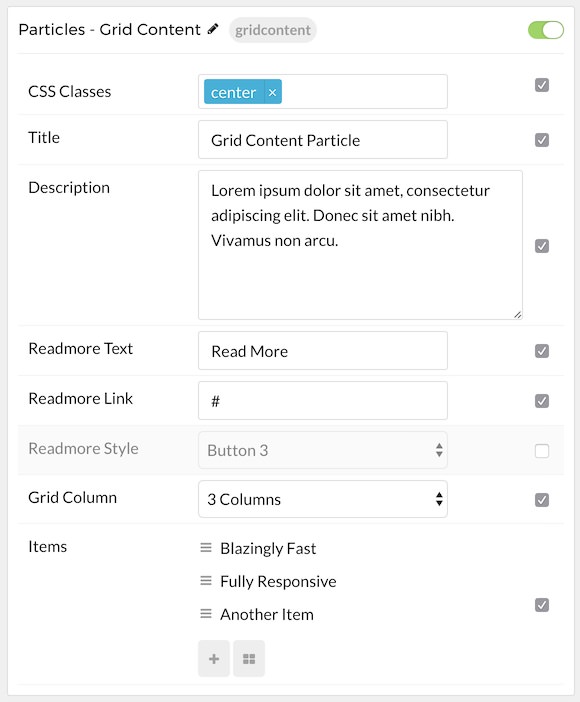 Particles - Grid Content gridcontent
CSS Classes center ×
Title Grid Content Particle
Description Lorem ipsum dolor sit amet, consectetur
adipiscing elit. Donec sit amet nibh.
Vivamus non arcu.
Readmore Text Read More
Readmore Link #
Readmore Style Button 3
Grid Column 3 Columns
Items Blazingly Fast
Fully Responsive
Another Item